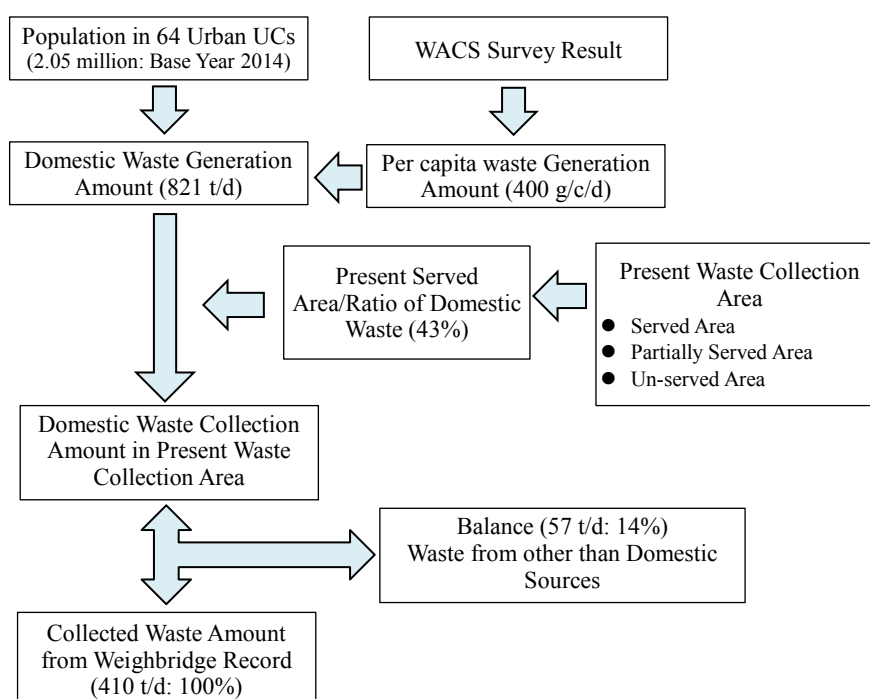 Population in 64 Urban UCs
(2.05 million: Base Year 2014)
WACS Survey Result
Domestic Waste Generation
Amount (821 t/d)
Per capita waste Generation
Amount (400 g/c/d)
Present Served
Area/Ratio of Domestic
Waste (43%)
Present Waste Collection
Area
● Served Area
● Partially Served Area
● Un-served Area
Domestic Waste Collection
Amount in Present Waste
Collection Area
Balance (57 t/d: 14%)
Waste from other than Domestic
Sources
Collected Waste Amount
from Weighbridge Record
(410 t/d: 100%)